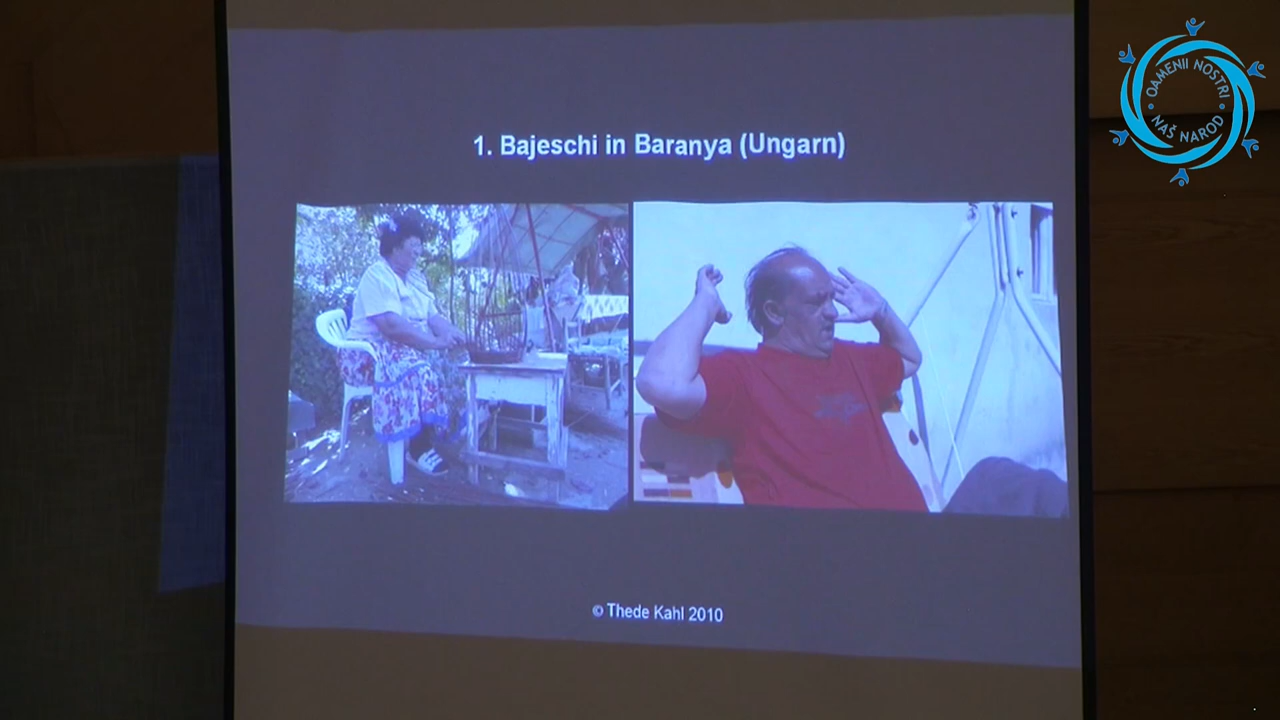 1. Bajeschi in Baranya (Ungarn)
© Thede Kahl 2010
OAMENII NOSTRI
NAŠ NAROD